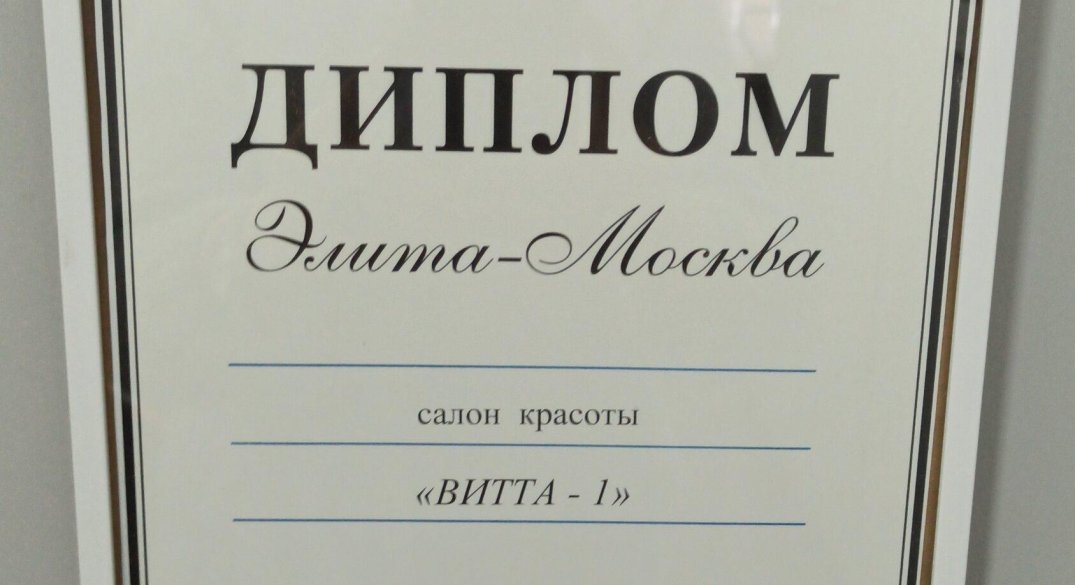 ДИПЛОМ
Элита-Москва
салон красоты
«ВИТТА - 1»